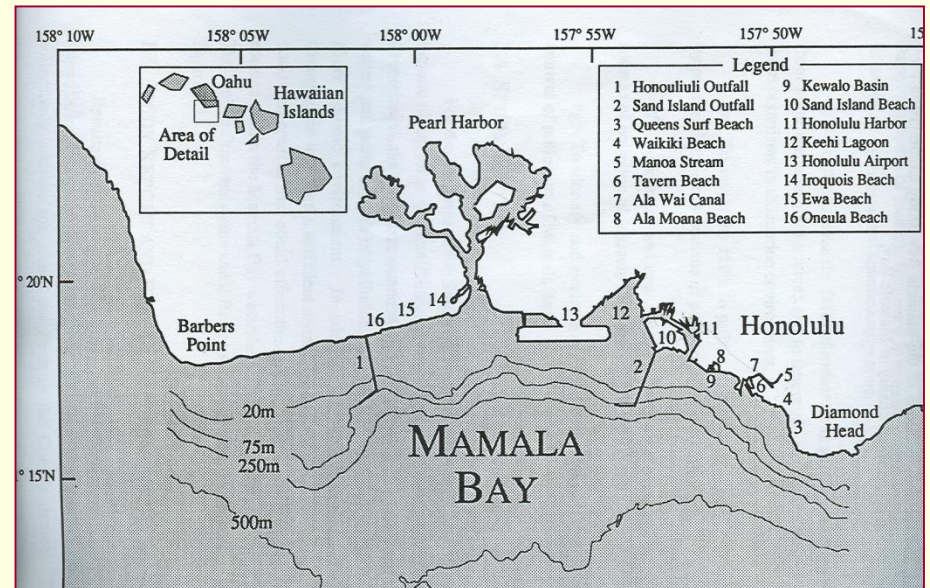 158° 10W 158° 05W 158° 00W 157° 55W 157° 50W 15
Oahu
Hawaiian
Islands
Area of
Detail
Pearl Harbor
Legend
1 Honouliuli Outfall
2 Sand Island Outfall
3 Queens Surf Beach
4 Waikiki Beach
5 Manoa Stream
6 Tavern Beach
7 Ala Wai Canal
8 Ala Moana Beach
9 Kewalo Basin
10 Sand Island Beach
11 Honolulu Harbor
12 Keehi Lagoon
13 Honolulu Airport
14 Iroquois Beach
15 Ewa Beach
16 Oneula Beach
° 20'N
14
15
16
13
12
11
10
Honolulu
Barbers
Point
1
2
8
9
7
6
5
4
3
Diamond
Head
20m
75m
250m
500m
MAMALA
BAY
° 15'N